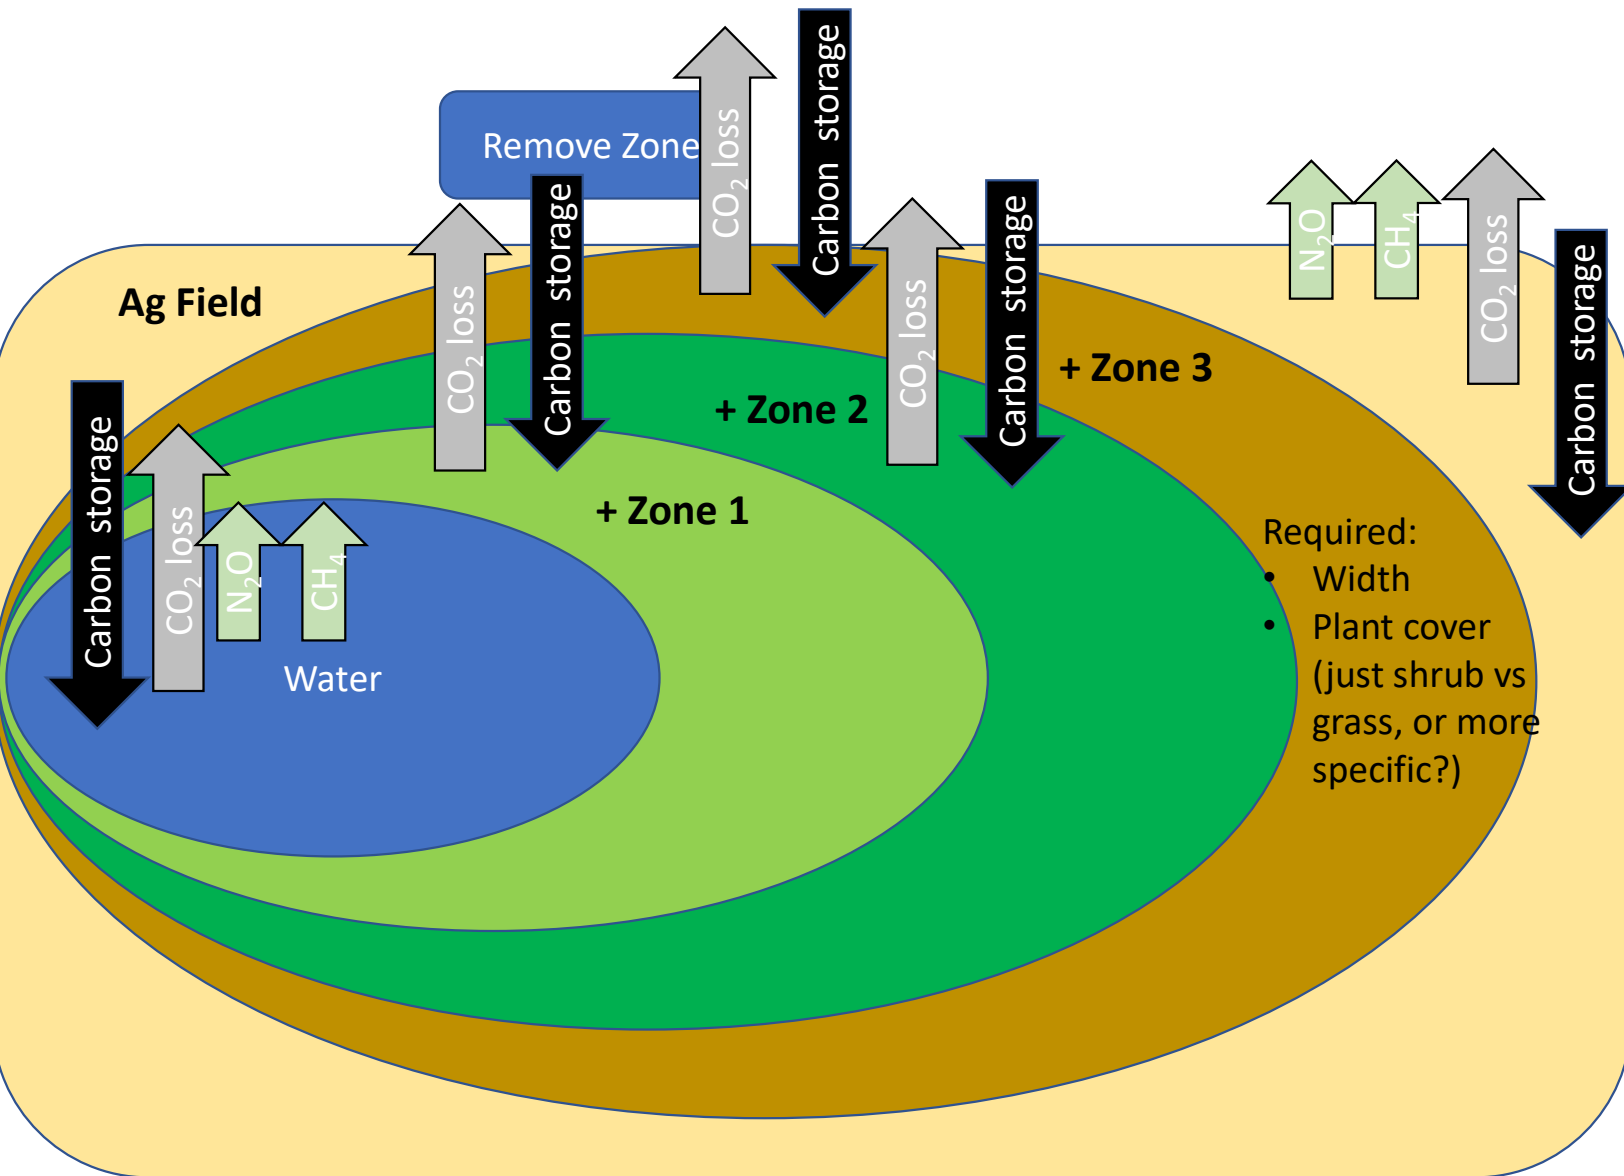 Remove Zone
CO₂ loss
Carbon storage
CO₂ loss
Carbon storage
CO₂ loss
Carbon storage
N₂O
CH₄
CO₂ loss
Carbon storage
Ag Field
+ Zone 3
+ Zone 2
+ Zone 1
Carbon storage
CO₂ loss
N₂O
CH₄
Water
Required:
• Width
• Plant cover
(just shrub vs
grass, or more
specific?)